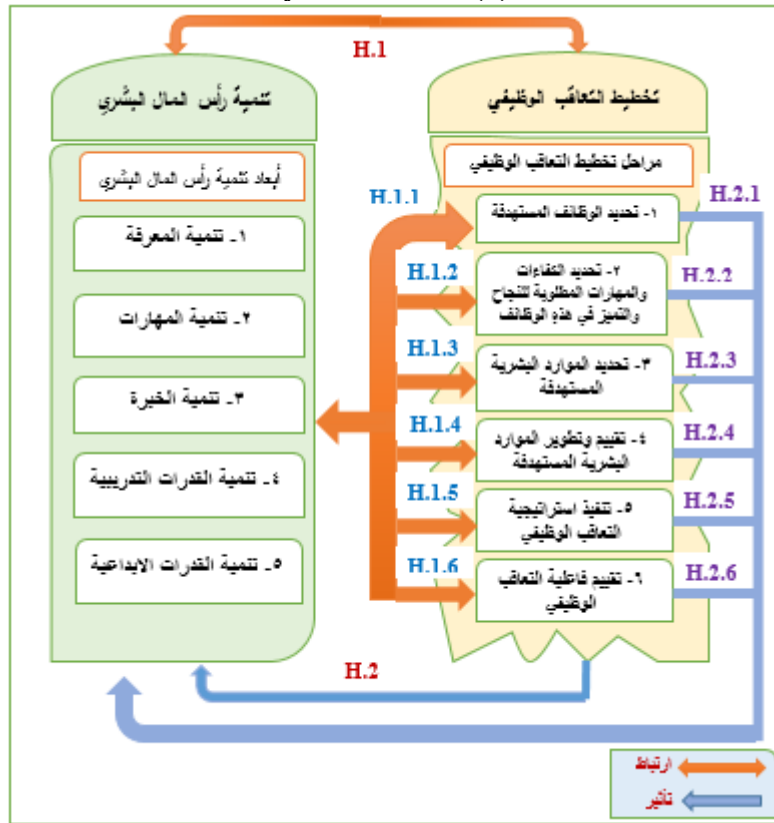 H.1
تخطيط التعاقب الوظيفي
مراحل تخطيط التعاقب الوظيفي
١- تحديد الوظائف المستهدفة
٢- تحديد الكفاءات
والمهارات المطلوبة للنجاح
والتميز في هذه الوظائف
٣- تحديد الموارد البشرية
المستهدفة
٤- تقييم وتطوير الموارد
البشرية المستهدفة
٥- تنفيذ استراتيجية
التعاقب الوظيفي
٦- تقييم فاعلية التعاقب
الوظيفي
H.2.1
H.2.2
H.2.3
H.2.4
H.2.5
H.2.6
H.1.1
H.1.2
H.1.3
H.1.4
H.1.5
H.1.6
تنمية رأس المال البشري
أبعاد تنمية رأس المال البشري
١- تنمية المعرفة
٢- تنمية المهارات
٣- تنمية الخبرة
٤- تنمية القدرات التدريبية
٥- تنمية القدرات الابداعية
H.2
ارتباط
تأثير